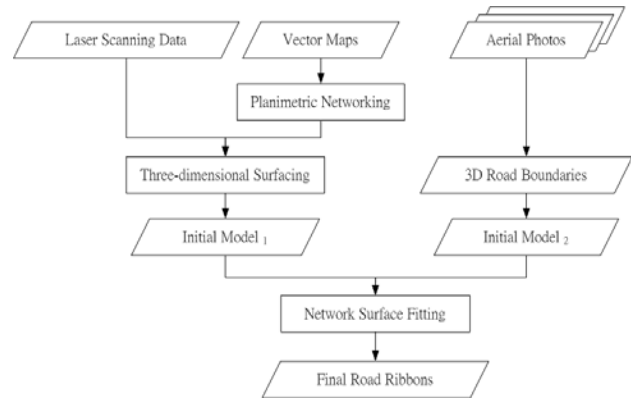 Laser Scanning Data
Vector Maps
Aerial Photos
Planimetric Networking
Three-dimensional Surfacing
3D Road Boundaries
Initial Model 1
Initial Model 2
Network Surface Fitting
Final Road Ribbons